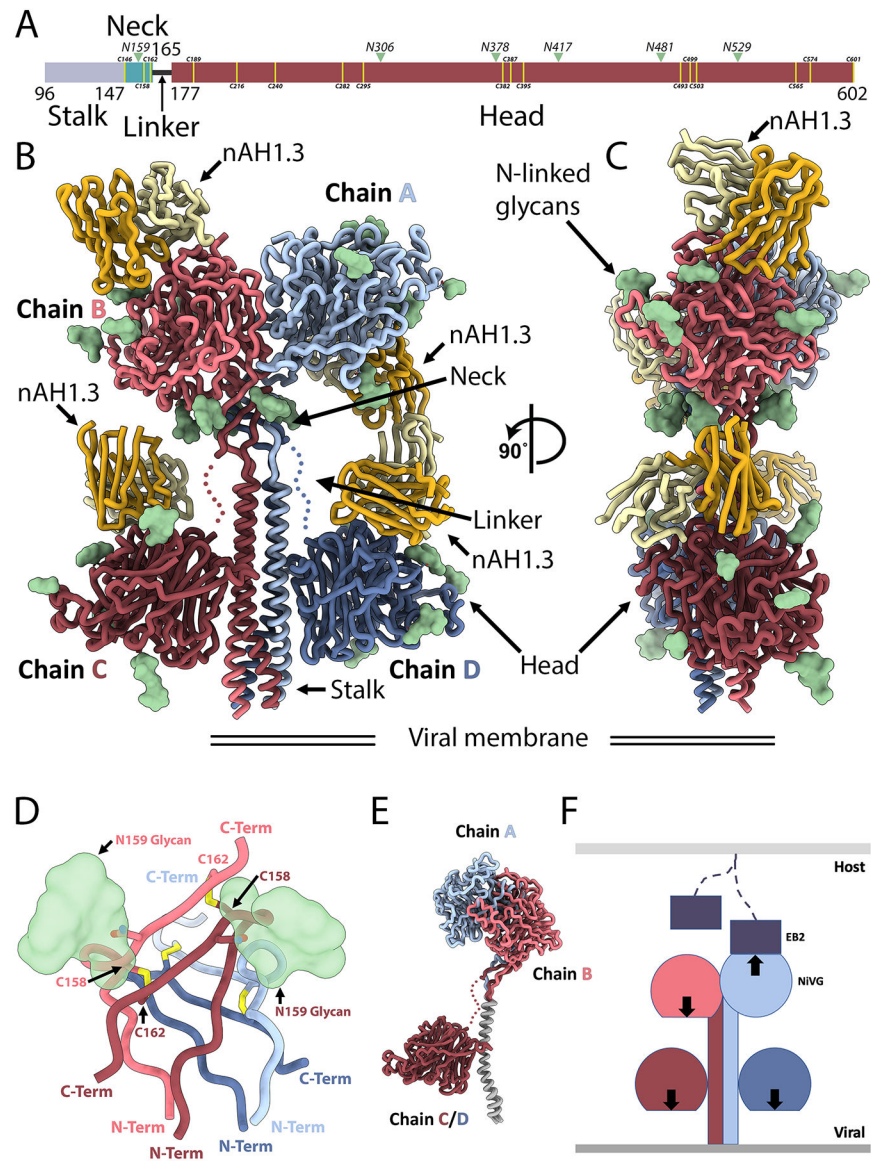 A
Neck
N159
165
N306
N378
N417
N481
N529
C146
C162
C189
C387
C499
C574
C601
C158
C216
C240
C282
C295
C382
C395
C493
C503
C565
96
147
177
602
Stalk
Linker
Head
B
nAH1.3
Chain A
C
nAH1.3
N-linked
glycans
Chain B
nAH1.3
Neck
nAH1.3
90°
Linker
nAH1.3
Chain C
Chain D
Head
Stalk
Viral membrane
D
C-Term
N159 Glycan
C162
C-Term
C158
C158
C162
N159 Glycan
C-Term
C-Term
N-Term
N-Term
N-Term
N-Term
E
Chain A
Chain B
Chain C/D
F
Host
EB2
NiVG
Viral